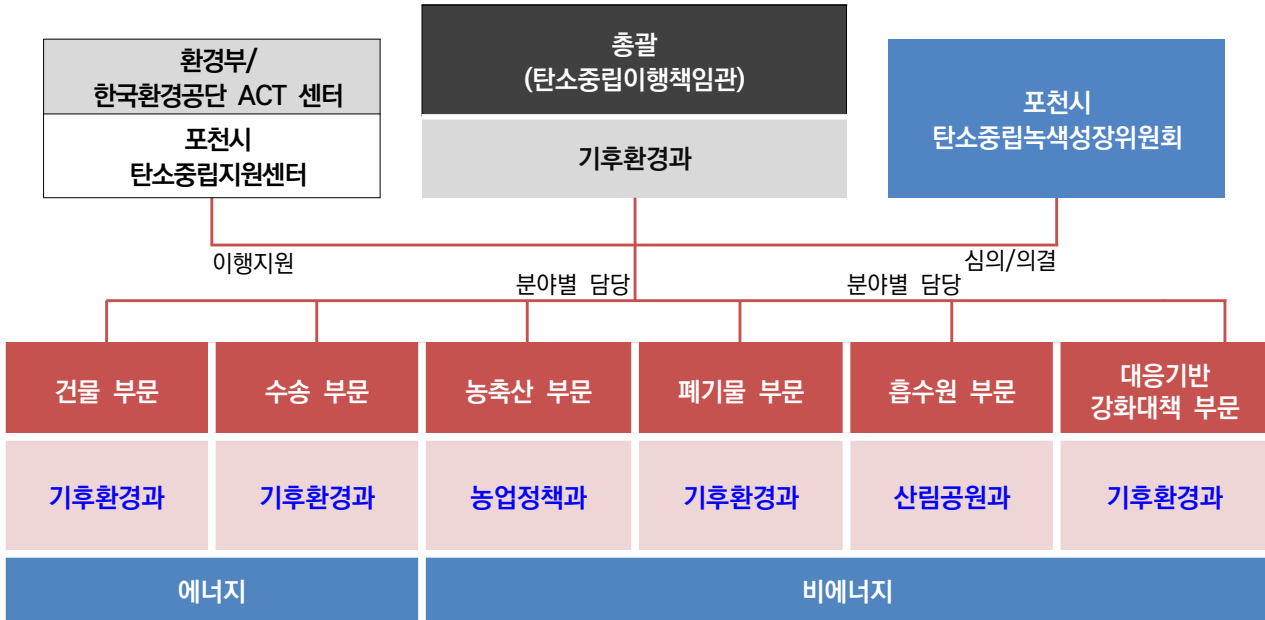 환경부/
한국환경공단 ACT 센터
포천시
탄소중립지원센터
총괄
(탄소중립이행책임관)
기후환경과
포천시
탄소중립녹색성장위원회
이행지원
심의/의결
분야별 담당
분야별 담당
건물 부문
수송 부문
농축산 부문
폐기물 부문
흡수원 부문
대응기반
강화대책 부문
기후환경과
기후환경과
농업정책과
기후환경과
산림공원과
기후환경과
에너지
비에너지